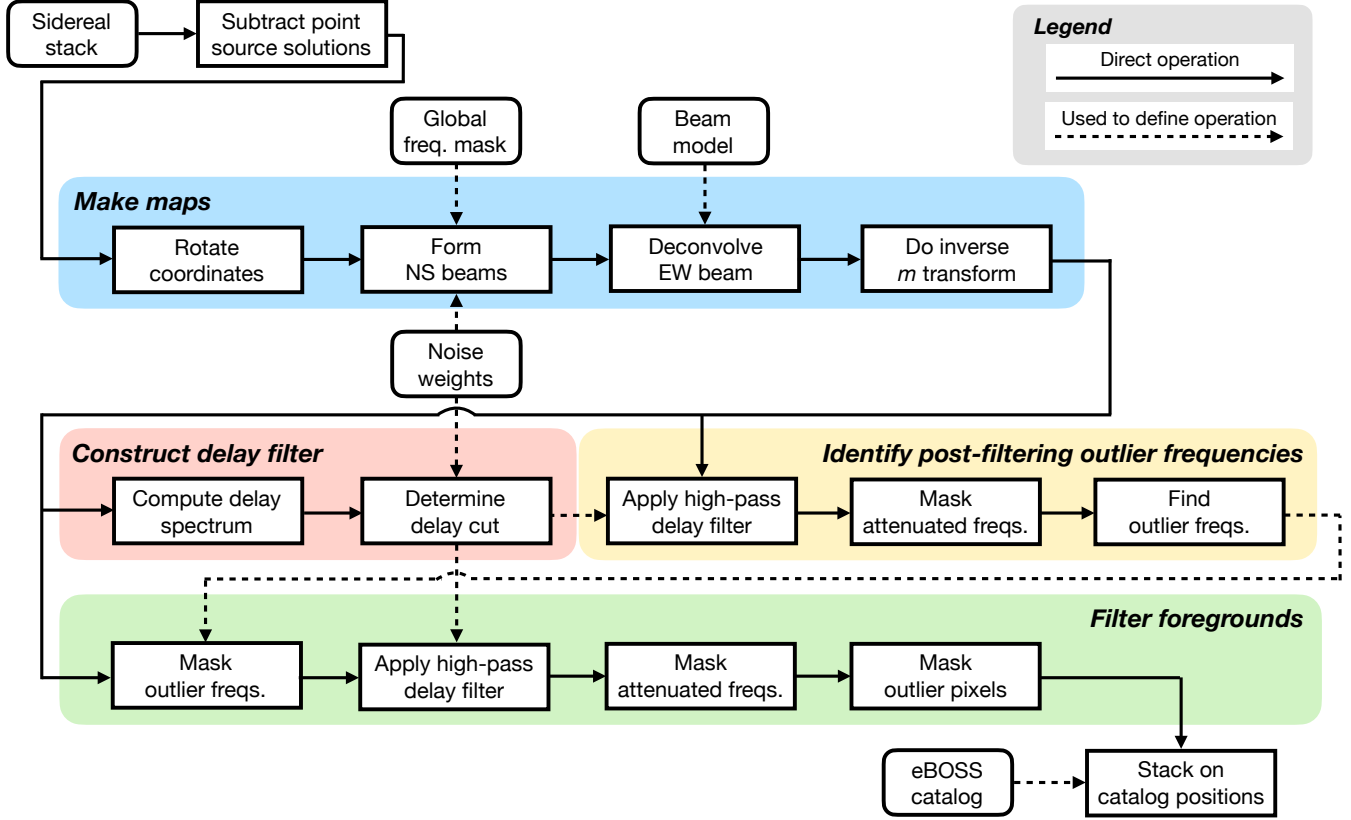 Sidereal
stack
Subtract point
source solutions
Legend
Direct operation
Used to define operation
Global
freq. mask
Beam
model
Make maps
Rotate
coordinates
Form
NS beams
Deconvolve
EW beam
Do inverse
m transform
Noise
weights
Construct delay filter
Compute delay
spectrum
Determine
delay cut
Identify post-filtering outlier frequencies
Apply high-pass
delay filter
Mask
attenuated freqs.
Find
outlier freqs.
Filter foregrounds
Mask
outlier freqs.
Apply high-pass
delay filter
Mask
attenuated freqs.
Mask
outlier pixels
eBOSS
catalog
Stack on
catalog positions